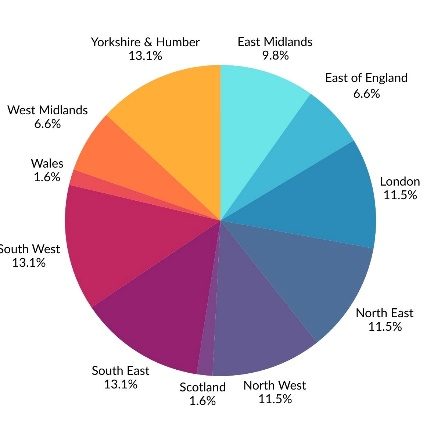 Yorkshire & Humber
13.1%
East Midlands
9.8%
East of England
6.6%
West Midlands
6.6%
Wales
1.6%
London
11.5%
South West
13.1%
North East
11.5%
South East
13.1%
Scotland
1.6%
North West
11.5%